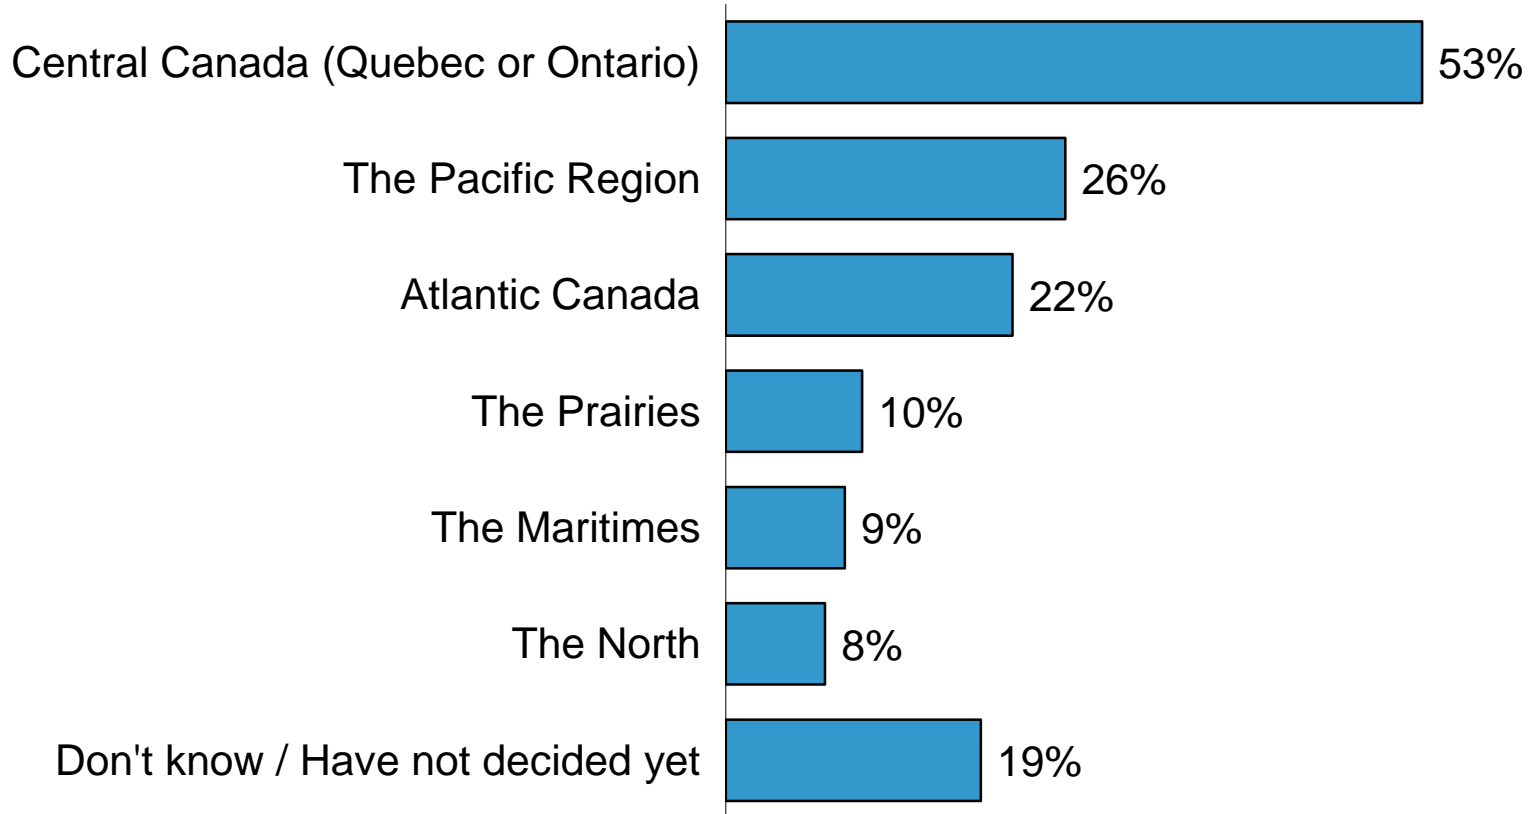 Central Canada (Quebec or Ontario) 53%
The Pacific Region 26%
Atlantic Canada 22%
The Prairies 10%
The Maritimes 9%
The North 8%
Don't know / Have not decided yet 19%